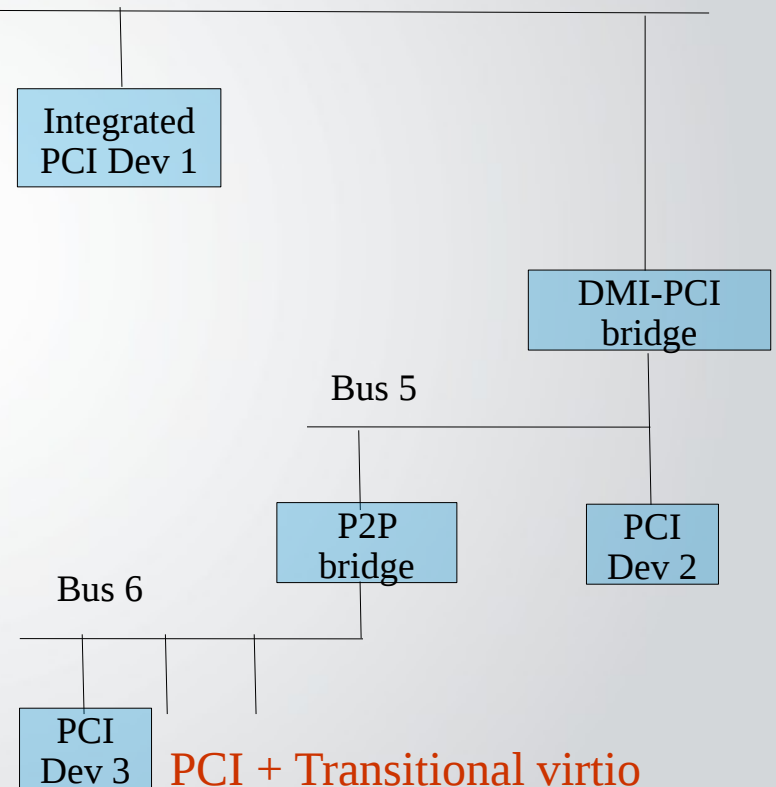 Integrated
PCI Dev 1
DMI-PCI
bridge
Bus 5
P2P
bridge
PCI
Dev 2
Bus 6
PCI
Dev 3
PCI + Transitional virtio